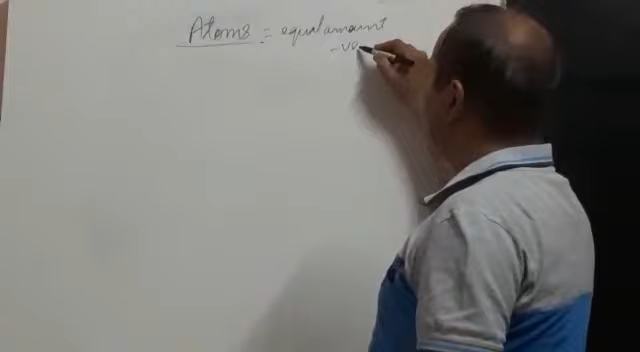 Atoms = equal amount
-ve